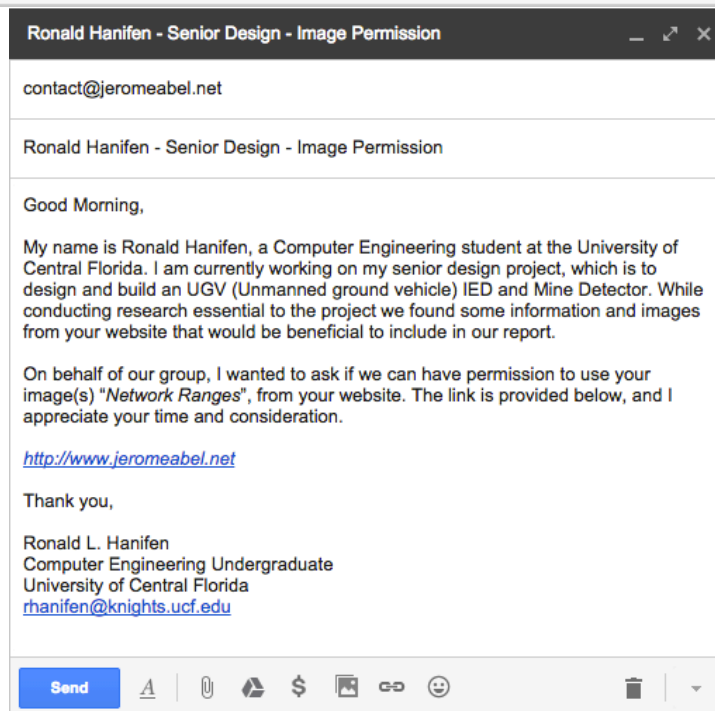 Ronald Hanifen - Senior Design - Image Permission
contact@jeromeabel.net
Ronald Hanifen - Senior Design - Image Permission
Good Morning,
My name is Ronald Hanifen, a Computer Engineering student at the University of
Central Florida. I am currently working on my senior design project, which is to
design and build an UGV (Unmanned ground vehicle) IED and Mine Detector. While
conducting research essential to the project we found some information and images
from your website that would be beneficial to include in our report.
On behalf of our group, I wanted to ask if we can have permission to use your
image(s) “Network Ranges”, from your website. The link is provided below, and I
appreciate your time and consideration.
http://www.jeromeabel.net
Thank you,
Ronald L. Hanifen
Computer Engineering Undergraduate
University of Central Florida
rhanifen@knights.ucf.edu
Send A $